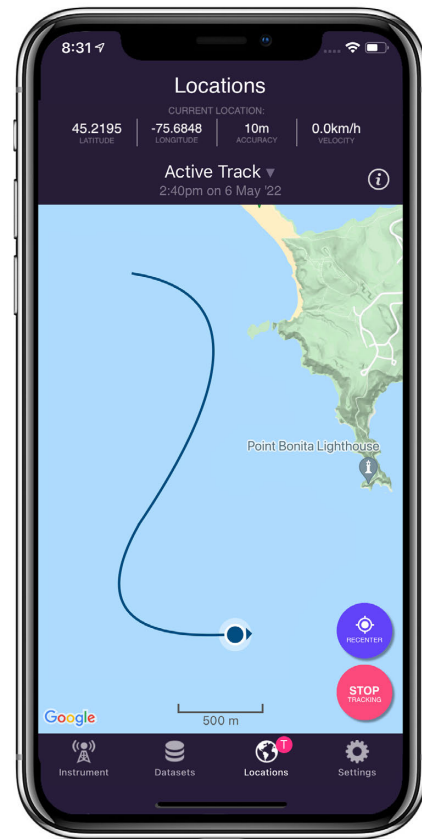 8:31
Locations
CURRENT LOCATION:
45.2195 -75.6848 10m 0.0km/h
LATITUDE LONGITUDE ACCURACY VELOCITY
Active Track ▼
2:40pm on 6 May '22
i
Point Bonita Lighthouse
RECENTER
STOP
TRACKING
Google
500 m
T
Instrument Datasets Locations Settings